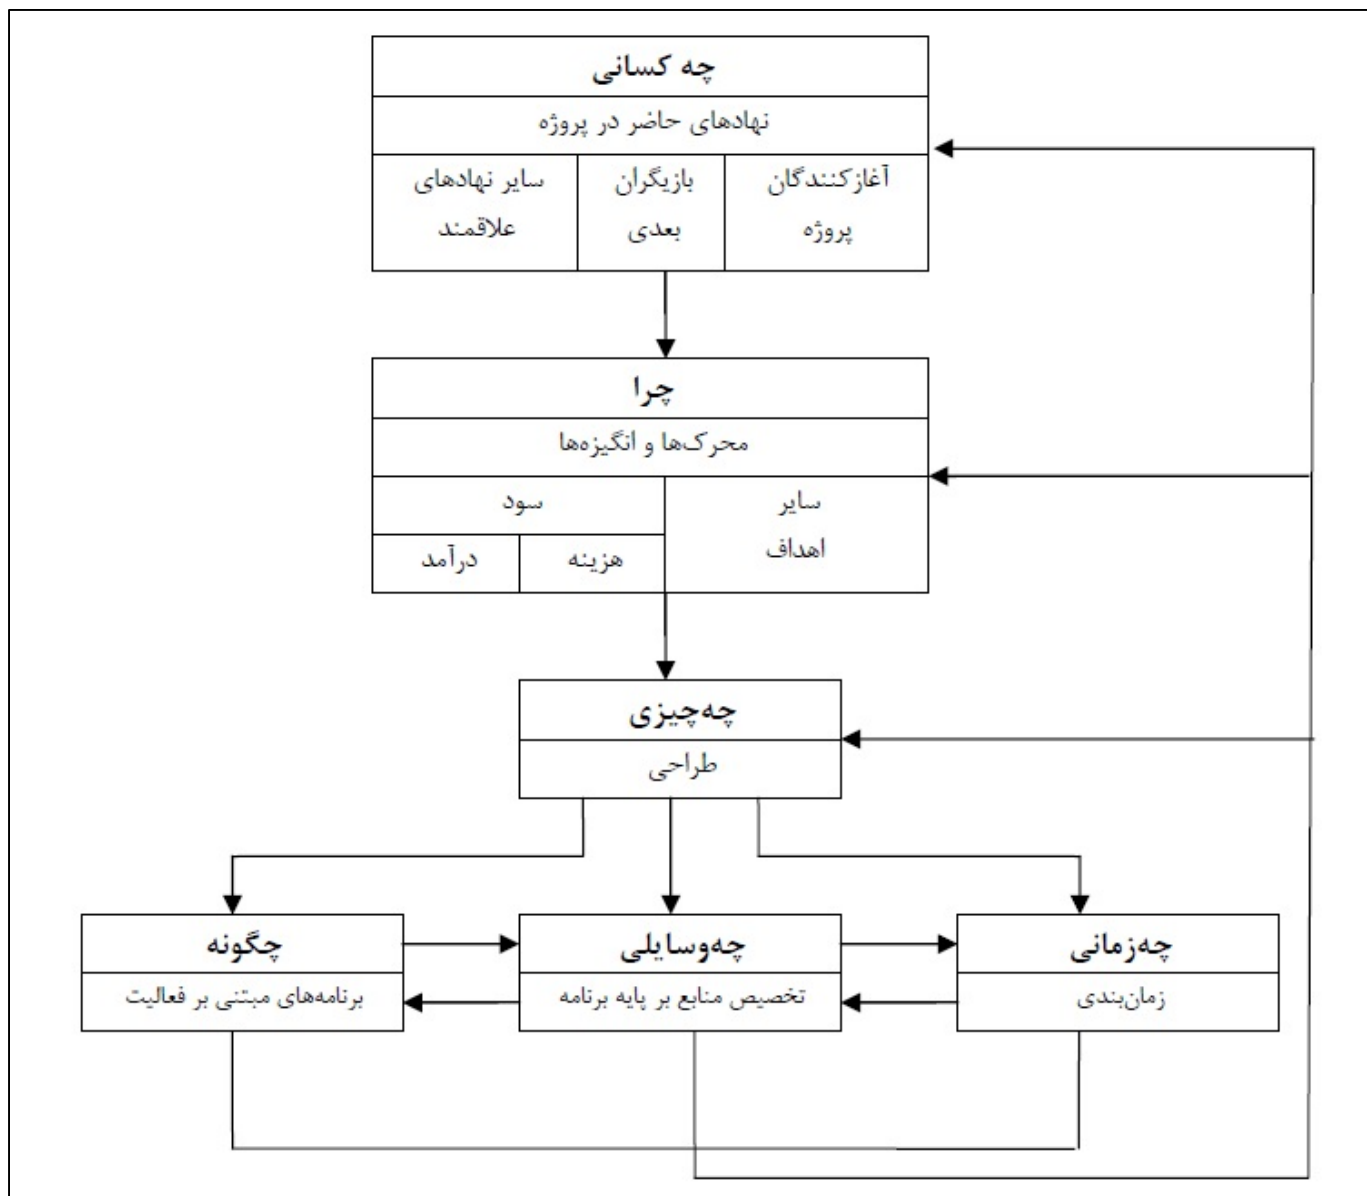 چه کسانی
نهادهای حاضر در پروژه
آغازکنندگان
پروژه
بازیگران
بعدی
سایر نهادهای
علاقمند
چرا
محرک‌ها و انگیزه‌ها
سایر
اهداف
سود
هزینه
درآمد
چه‌چیزی
طراحی
چه‌زمانی
زمان‌بندی
چه‌وسایلی
تخصیص منابع بر پایه برنامه
چگونه
برنامه‌های مبتنی بر فعالیت